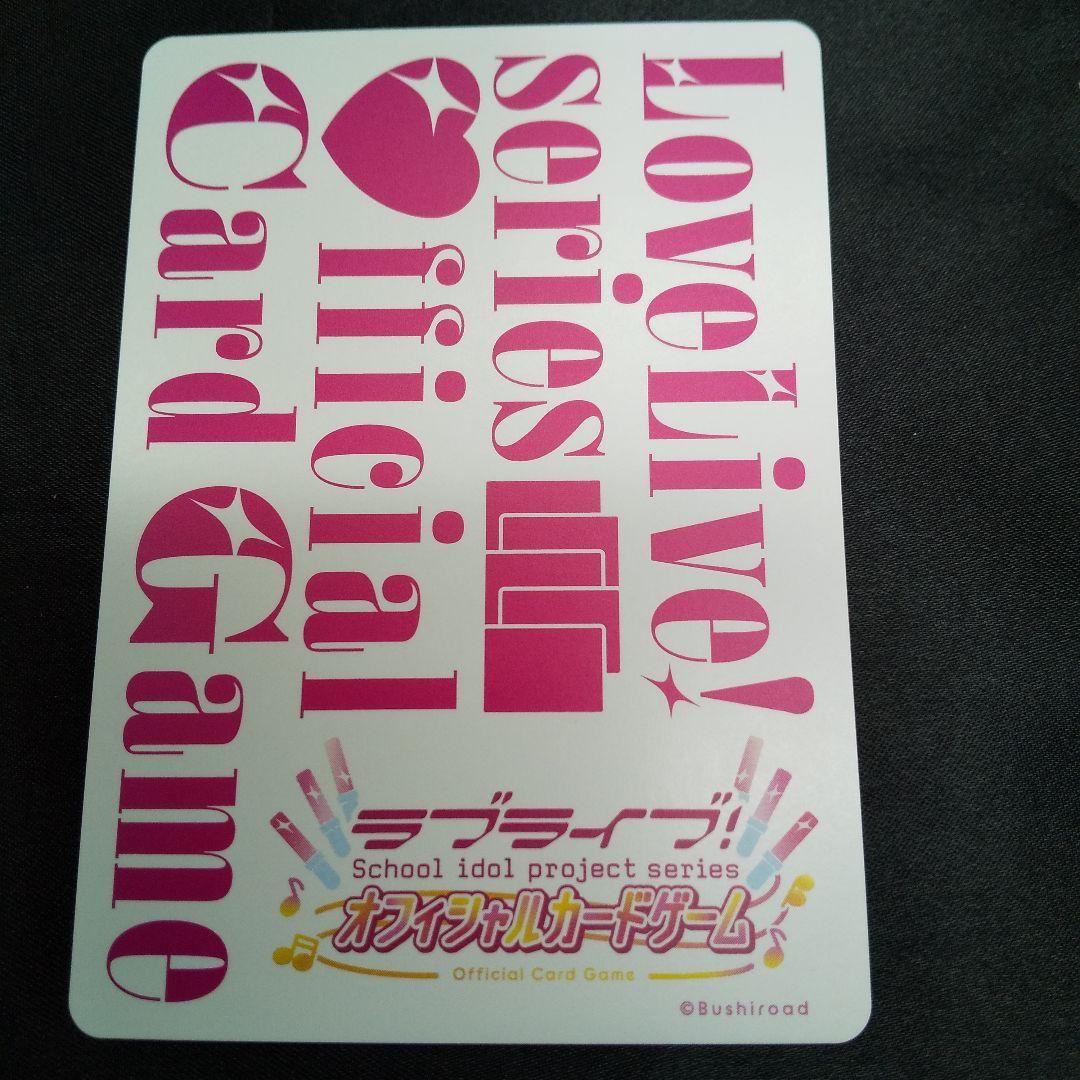 LoveLive!
series
♥fficial
Card Game
ラブライブ!
School idol project series
オフィシャルカードゲーム
Official Card Game
©Bushiroad